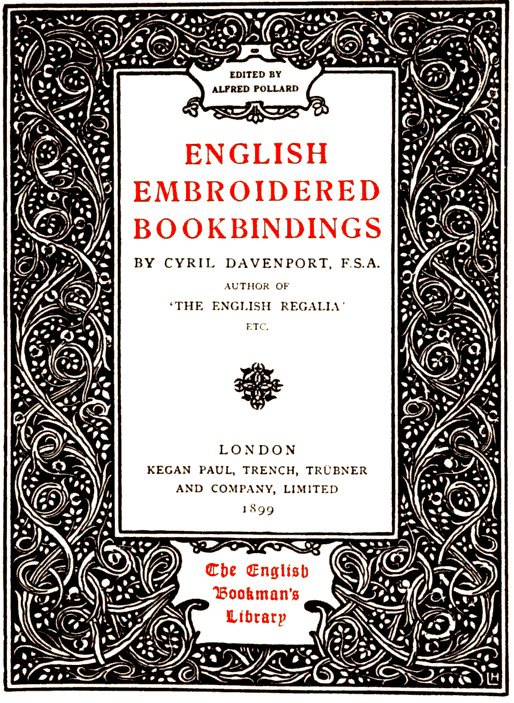 EDITED BY
ALFRED POLLARD
ENGLISH
EMBROIDERED
BOOKBINDINGS
BY CYRIL DAVENPORT, F.S.A.
AUTHOR OF
'THE ENGLISH REGALIA'
ETC.
LONDON
KEGAN PAUL, TRENCH, TRÜBNER
AND COMPANY, LIMITED
1899
The English
Bookman's
Library
LH